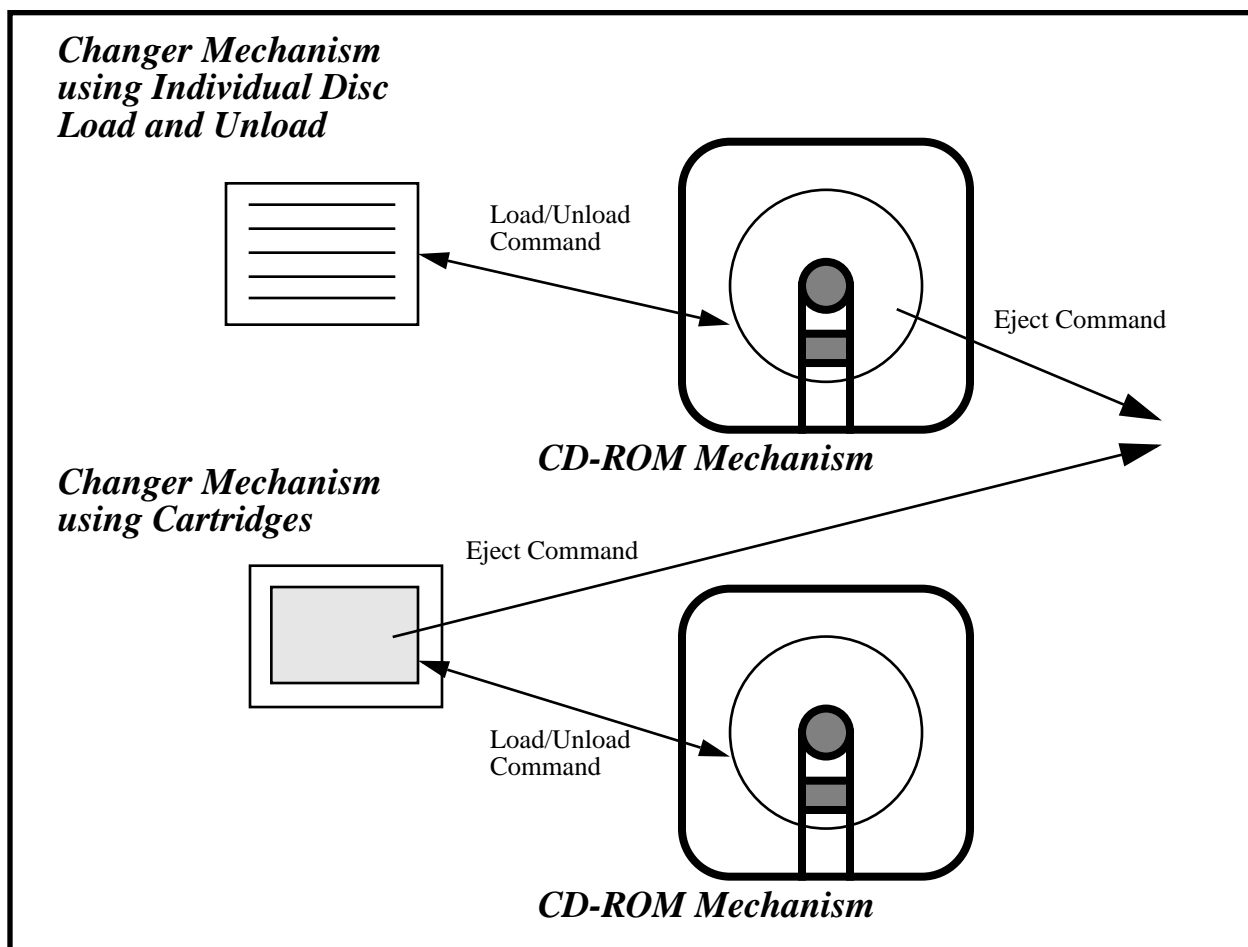 Changer Mechanism
using Individual Disc
Load and Unload
Load/Unload
Command
Eject Command
CD-ROM Mechanism
Changer Mechanism
using Cartridges
Eject Command
Load/Unload
Command
CD-ROM Mechanism